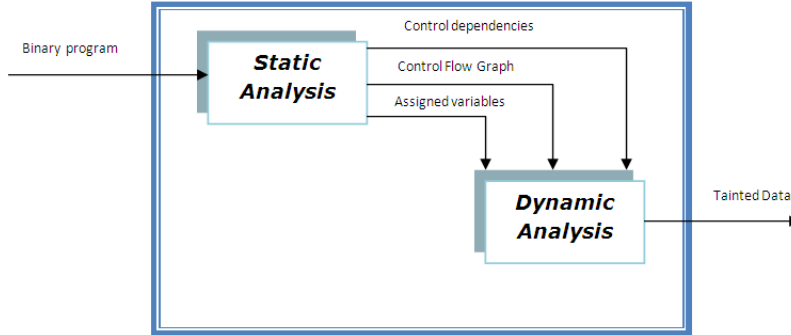 Control dependencies
Binary program
Static
Analysis
Control Flow Graph
Assigned variables
Dynamic
Analysis
Tainted Data